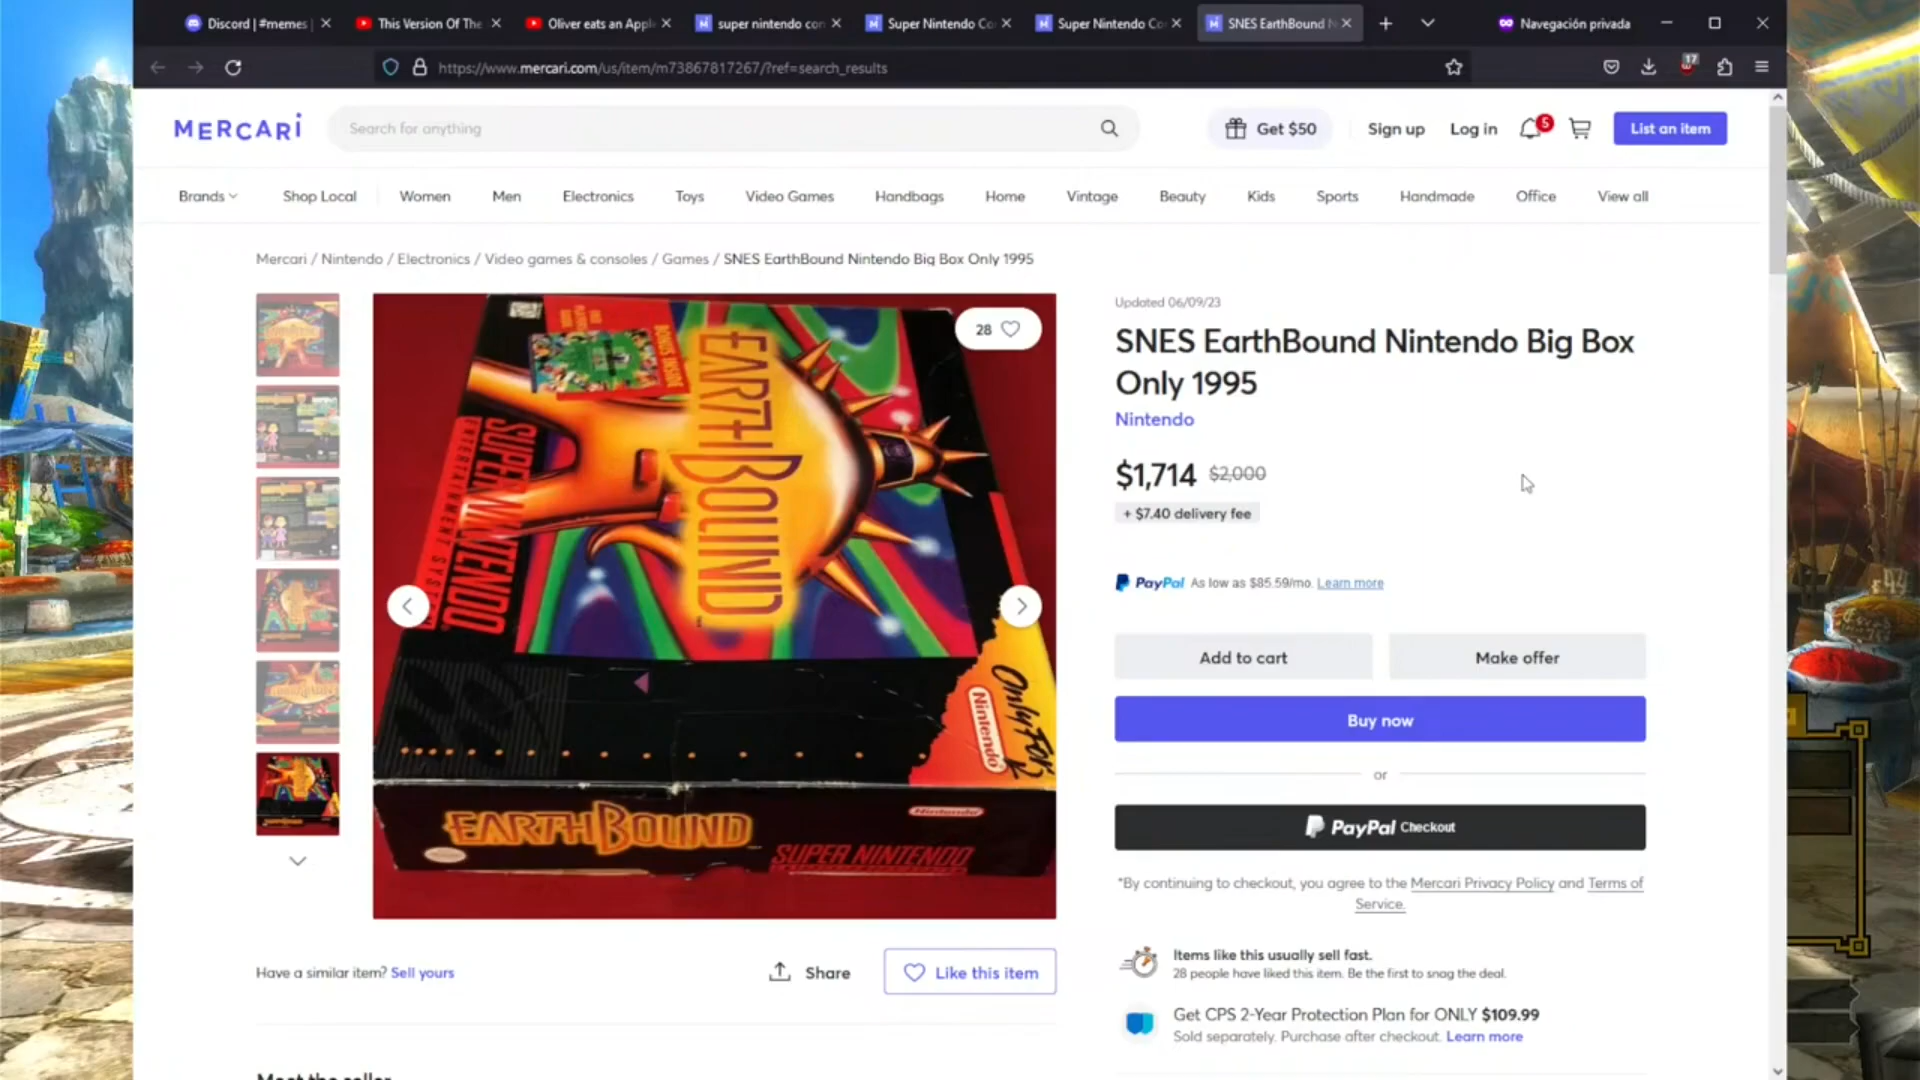 Discord | #memes |
This Version Of The
Oliver eats an Appl
super nintendo con
Super Nintendo Co
Super Nintendo Co
SNES EarthBound N
Navegación privada
https://www.mercari.com/us/item/m73867817267/?ref=search_results
17
MERCARI
Search for anything
Get $50
Sign up
Log in
5
List an item
Brands
Shop Local
Women
Men
Electronics
Toys
Video Games
Handbags
Home
Vintage
Beauty
Kids
Sports
Handmade
Office
View all
Mercari / Nintendo / Electronics / Video games & consoles / Games / SNES EarthBound Nintendo Big Box Only 1995
28
BONUS INSIDE
EARTHBOUND
SUPER NINTENDO
ENTERTAINMENT SYSTEM
Only For
Nintendo
EARTHBOUND
Nintendo
SUPER NINTENDO
Updated 06/09/23
SNES EarthBound Nintendo Big Box
Only 1995
Nintendo
$1,714 $2,000
+ $7.40 delivery fee
PayPal As low as $85.59/mo. Learn more
Add to cart
Make offer
Buy now
or
PayPal Checkout
*By continuing to checkout, you agree to the Mercari Privacy Policy and Terms of
Service.
Have a similar item? Sell yours
Share
Like this item
Items like this usually sell fast.
28 people have liked this item. Be the first to snag the deal.
Get CPS 2-Year Protection Plan for ONLY $109.99
Sold separately. Purchase after checkout. Learn more
Meet the seller